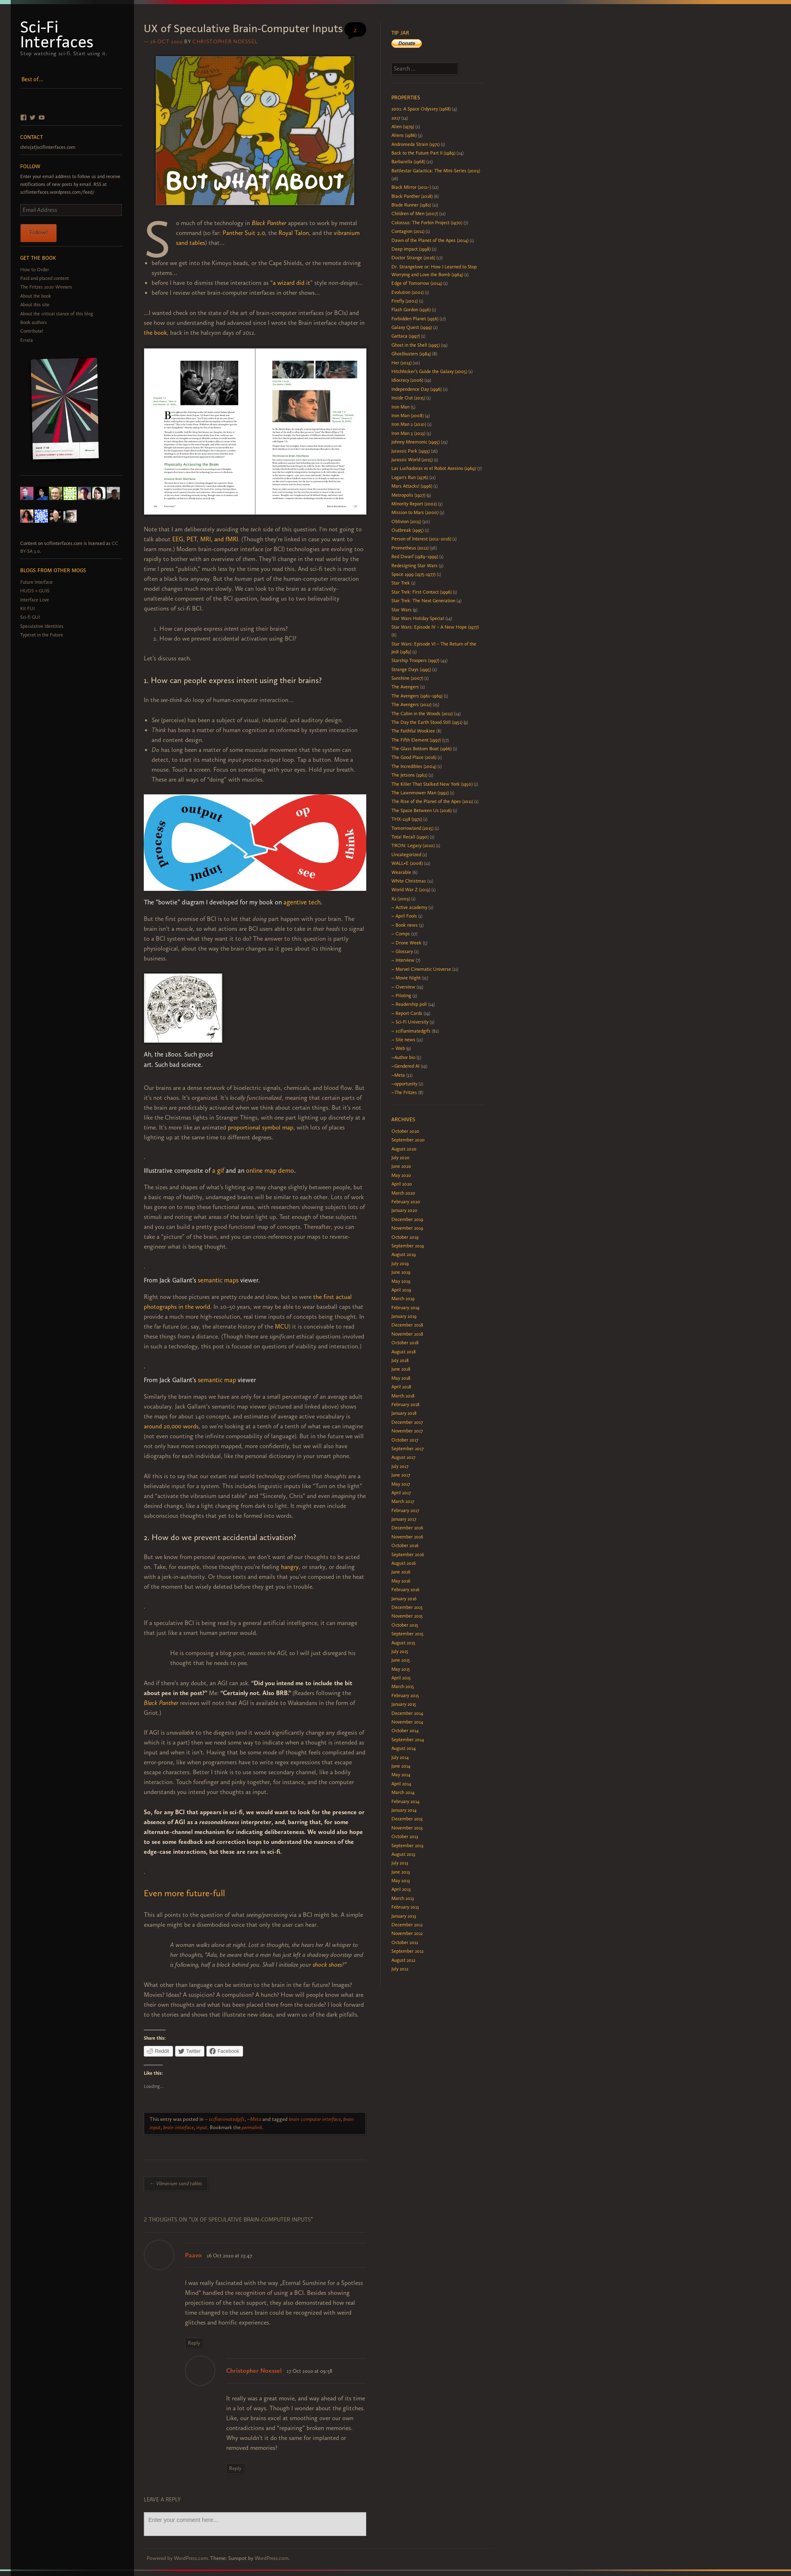 Sci-Fi
Interfaces
Stop watching sci-fi. Start using it.
Best of…
CONTACT
chris[at]scifiinterfaces.com
FOLLOW
Enter your email address to follow us and receive
notifications of new posts by email. RSS at
scifiinterfaces.wordpress.com/feed/
Email Address
Follow!
GET THE BOOK
How to Order
Paid and placed content
The Fritzes 2020 Winners
About the book
About this site
About the critical stance of this blog
Book authors
Contribute!
Errata
Content on scifiinterfaces.com is licensed as CC
BY-SA 4.0.
BLOGS FROM OTHER MOGS
Future Interface
HUDS + GUIS
Interface Love
Kit FUI
Sci-fi GUI
Speculative Identities
Typeset in the Future
UX of Speculative Brain-Computer Inputs
2
— 16 OCT 2020 BY CHRISTOPHER NOESSEL
BUT WHAT ABOUT
So much of the technology in Black Panther appears to work by mental
command (so far: Panther Suit 2.0, the Royal Talon, and the vibranium
sand tables) that…
before we get into the Kimoyo beads, or the Cape Shields, or the remote driving
systems…
before I have to dismiss these interactions as "a wizard did it" style non-designs…
before I review other brain-computer interfaces in other shows…
…I wanted check on the state of the art of brain-computer interfaces (or BCIs) and
see how our understanding had advanced since I wrote the Brain interface chapter in
the book, back in the halcyon days of 2012.
Physically Accessing the Brain
Note that I am deliberately avoiding the tech side of this question. I'm not going to
talk about EEG, PET, MRI, and fMRI. (Though they're linked in case you want to
learn more.) Modern brain-computer interface (or BCI) technologies are evolving too
rapidly to bother with an overview of them. They'll have changed in the real world by
the time I press "publish," much less by the time you read this. And sci-fi tech is most
often a black box anyway. But the human part of the human-computer interaction
model changes much more slowly. We can look to the brain as a relatively-
unalterable component of the BCI question, leading us to two believability questions
of sci-fi BCI.
1. How can people express intent using their brains?
2. How do we prevent accidental activation using BCI?
Let's discuss each.
1. How can people express intent using their brains?
In the see-think-do loop of human-computer interaction…
See (perceive) has been a subject of visual, industrial, and auditory design.
Think has been a matter of human cognition as informed by system interaction
and content design.
Do has long been a matter of some muscular movement that the system can
detect, to start its matching input-process-output loop. Tap a button. Move a
mouse. Touch a screen. Focus on something with your eyes. Hold your breath.
These are all ways of "doing" with muscles.
process
output
input
see
do
think
The "bowtie" diagram I developed for my book on agentive tech.
But the first promise of BCI is to let that doing part happen with your brain. The
brain isn't a muscle, so what actions are BCI users able to take in their heads to signal
to a BCI system what they want it to do? The answer to this question is partly
physiological, about the way the brain changes as it goes about its thinking
business.
Ah, the 1800s. Such good
art. Such bad science.
Our brains are a dense network of bioelectric signals, chemicals, and blood flow. But
it's not chaos. It's organized. It's locally functionalized, meaning that certain parts of
the brain are predictably activated when we think about certain things. But it's not
like the Christmas lights in Stranger Things, with one part lighting up discretely at a
time. It's more like an animated proportional symbol map, with lots of places
lighting up at the same time to different degrees.
Illustrative composite of a gif and an online map demo.
The sizes and shapes of what's lighting up may change slightly between people, but
a basic map of healthy, undamaged brains will be similar to each other. Lots of work
has gone on to map these functional areas, with researchers showing subjects lots of
stimuli and noting what areas of the brain light up. Test enough of these subjects
and you can build a pretty good functional map of concepts. Thereafter, you can
take a "picture" of the brain, and you can cross-reference your maps to reverse-
engineer what is being thought.
From Jack Gallant's semantic maps viewer.
Right now those pictures are pretty crude and slow, but so were the first actual
photographs in the world. In 20–50 years, we may be able to wear baseball caps that
provide a much more high-resolution, real time inputs of concepts being thought. In
the far future (or, say, the alternate history of the MCU) it is conceivable to read
these things from a distance. (Though there are significant ethical questions involved
in such a technology, this post is focused on questions of viability and interaction.)
From Jack Gallant's semantic map viewer
Similarly the brain maps we have are only for a small percentage of an average adult
vocabulary. Jack Gallant's semantic map viewer (pictured and linked above) shows
the maps for about 140 concepts, and estimates of average active vocabulary is
around 20,000 words, so we're looking at a tenth of a tenth of what we can imagine
(not even counting the infinite composability of language). But in the future we will
not only have more concepts mapped, more confidently, but we will also have
idiographs for each individual, like the personal dictionary in your smart phone.
All this is to say that our extant real world technology confirms that thoughts are a
believable input for a system. This includes linguistic inputs like "Turn on the light"
and "activate the vibranium sand table" and "Sincerely, Chris" and even imagining the
desired change, like a light changing from dark to light. It might even include
subconscious thoughts that yet to be formed into words.
2. How do we prevent accidental activation?
But we know from personal experience, that we don't want all our thoughts to be acted
on. Take, for example, those thoughts you're feeling hangry, or snarky, or dealing
with a jerk-in-authority. Or those texts and emails that you've composed in the heat
of the moment but wisely deleted before they get you in trouble.
If a speculative BCI is being read by a general artificial intelligence, it can manage
that just like a smart human partner would.
He is composing a blog post, reasons the AGI, so I will just disregard his
thought that he needs to pee.
And if there's any doubt, an AGI can ask. "Did you intend me to include the bit
about pee in the post?" Me: "Certainly not. Also BRB." (Readers following the
Black Panther reviews will note that AGI is available to Wakandans in the form of
Griot.)
If AGI is unavailable to the diegesis (and it would significantly change any diegesis of
which it is a part) then we need some way to indicate when a thought is intended as
input and when it isn't. Having that be some mode of thought feels complicated and
error-prone, like when programmers have to write regex expressions that escape
escape characters. Better I think is to use some secondary channel, like a bodily
interaction. Touch forefinger and pinky together, for instance, and the computer
understands you intend your thoughts as input.
So, for any BCI that appears in sci-fi, we would want to look for the presence or
absence of AGI as a reasonableness interpreter, and, barring that, for some
alternate-channel mechanism for indicating deliberateness. We would also hope
to see some feedback and correction loops to understand the nuances of the
edge-case interactions, but these are rare in sci-fi.
Even more future-full
This all points to the question of what seeing/perceiving via a BCI might be. A simple
example might be a disembodied voice that only the user can hear.
A woman walks alone at night. Lost in thoughts, she hears her AI whisper to
her thoughts, "Ada, be aware that a man has just left a shadowy doorstep and
is following, half a block behind you. Shall I initialize your shock shoes?"
What other than language can be written to the brain in the far future? Images?
Movies? Ideas? A suspicion? A compulsion? A hunch? How will people know what are
their own thoughts and what has been placed there from the outside? I look forward
to the stories and shows that illustrate new ideas, and warn us of the dark pitfalls.
Share this:
Reddit
Twitter
Facebook
Like this:
Loading...
This entry was posted in ~ scifianimatedgifs, ~Meta and tagged brain computer interface, brain
input, brain interface, input. Bookmark the permalink.
← Vibranium sand tables
2 THOUGHTS ON "UX OF SPECULATIVE BRAIN-COMPUTER INPUTS"
Paavo 16 Oct 2020 at 15:47
I was really fascinated with the way „Eternal Sunshine for a Spotless
Mind" handled the recognition of using a BCI. Besides showing
projections of the tech support, they also demonstrated how real
time changed to the users brain could be recognized with weird
glitches and horrific experiences.
Reply
Christopher Noessel 17 Oct 2020 at 09:58
It really was a great movie, and way ahead of its time
in a lot of ways. Though I wonder about the glitches.
Like, our brains excel at smoothing over our own
contradictions and "repairing" broken memories.
Why wouldn't it do the same for implanted or
removed memories?
Reply
LEAVE A REPLY
Enter your comment here...
Powered by WordPress.com. Theme: Sunspot by WordPress.com.
TIP JAR
Donate
Search …
PROPERTIES
2001: A Space Odyssey (1968)
Alien (1979)
Aliens (1986)
Andromeda Strain (1971)
Back to the Future Part II (1989)
Barbarella (1968)
Battlestar Galactica: The Mini-Series (2003)
Black Mirror (2011–)
Black Panther (2018)
Blade Runner (1982)
Children of Men (2007)
Colossus: The Forbin Project (1970)
Contagion (2011)
Dawn of the Planet of the Apes (2014)
Deep Impact (1998)
Doctor Strange (2016)
Dr. Strangelove or: How I Learned to Stop
Worrying and Love the Bomb (1964)
Edge of Tomorrow (2014)
Evolution (2001)
Firefly (2002)
Flash Gordon (1936)
Forbidden Planet (1956)
Galaxy Quest (1999)
Gattaca (1997)
Ghost in the Shell (1995)
Ghostbusters (1984)
Her (2013)
Hitchhicker's Guide the Galaxy (2005)
Idiocracy (2006)
Independence Day (1996)
Inside Out (2015)
Iron Man
Iron Man (2008)
Iron Man 2 (2010)
Iron Man 3 (2013)
Johnny Mnemonic (1995)
Jurassic Park (1993)
Jurassic World (2015)
Las Luchadoras vs el Robot Asesino (1969)
Logan's Run (1976)
Mars Attacks! (1996)
Metropolis (1927)
Minority Report (2002)
Mission to Mars (2000)
Oblivion (2013)
Outbreak (1995)
Person of Interest (2011–2016)
Prometheus (2012)
Red Dwarf (1989–1999)
Redesigning Star Wars
Space 1999 (1975-1977)
Star Trek
Star Trek: First Contact (1996)
Star Trek: The Next Generation
Star Wars
Star Wars Holiday Special
Star Wars: Episode IV – A New Hope (1977)
Star Wars: Episode VI – The Return of the
Jedi (1983)
Starship Troopers (1997)
Strange Days (1995)
Sunshine (2007)
The Avengers
The Avengers (1961–1969)
The Avengers (2012)
The Cabin in the Woods (2012)
The Day the Earth Stood Still (1951)
The Faithful Wookiee
The Fifth Element (1997)
The Glass Bottom Boat (1966)
The Good Place (2016)
The Incredibles (2004)
The Jetsons (1962)
The Killer That Stalked New York (1950)
The Lawnmower Man (1992)
The Rise of the Planet of the Apes (2011)
The Space Between Us (2016)
THX-1138 (1971)
Tomorrowland (2015)
Total Recall (1990)
TRON: Legacy (2010)
Uncategorized
WALL•E (2008)
Wearable
White Christmas
World War Z (2013)
X2 (2003)
~ Active academy
~ April Fools
~ Book news
~ Comps
~ Drone Week
~ Glossary
~ Interview
~ Marvel Cinematic Universe
~ Movie Night
~ Overview
~ Piloting
~ Readership poll
~ Report Cards
~ Sci-Fi University
~ scifianimatedgifs
~ Site news
~ Web
~Author bio
~Gendered AI
~Meta
~opportunity
~The Fritzes
ARCHIVES
October 2020
September 2020
August 2020
July 2020
June 2020
May 2020
April 2020
March 2020
February 2020
January 2020
December 2019
November 2019
October 2019
September 2019
August 2019
July 2019
June 2019
May 2019
April 2019
March 2019
February 2019
January 2019
December 2018
November 2018
October 2018
August 2018
July 2018
June 2018
May 2018
April 2018
March 2018
February 2018
January 2018
December 2017
November 2017
October 2017
September 2017
August 2017
July 2017
June 2017
May 2017
April 2017
March 2017
February 2017
January 2017
December 2016
November 2016
October 2016
September 2016
August 2016
June 2016
May 2016
February 2016
January 2016
December 2015
November 2015
October 2015
September 2015
August 2015
July 2015
June 2015
May 2015
April 2015
March 2015
February 2015
January 2015
December 2014
November 2014
October 2014
September 2014
August 2014
July 2014
June 2014
May 2014
April 2014
March 2014
February 2014
January 2014
December 2013
November 2013
October 2013
September 2013
August 2013
July 2013
June 2013
May 2013
April 2013
March 2013
February 2013
January 2013
December 2012
November 2012
October 2012
September 2012
August 2012
July 2012